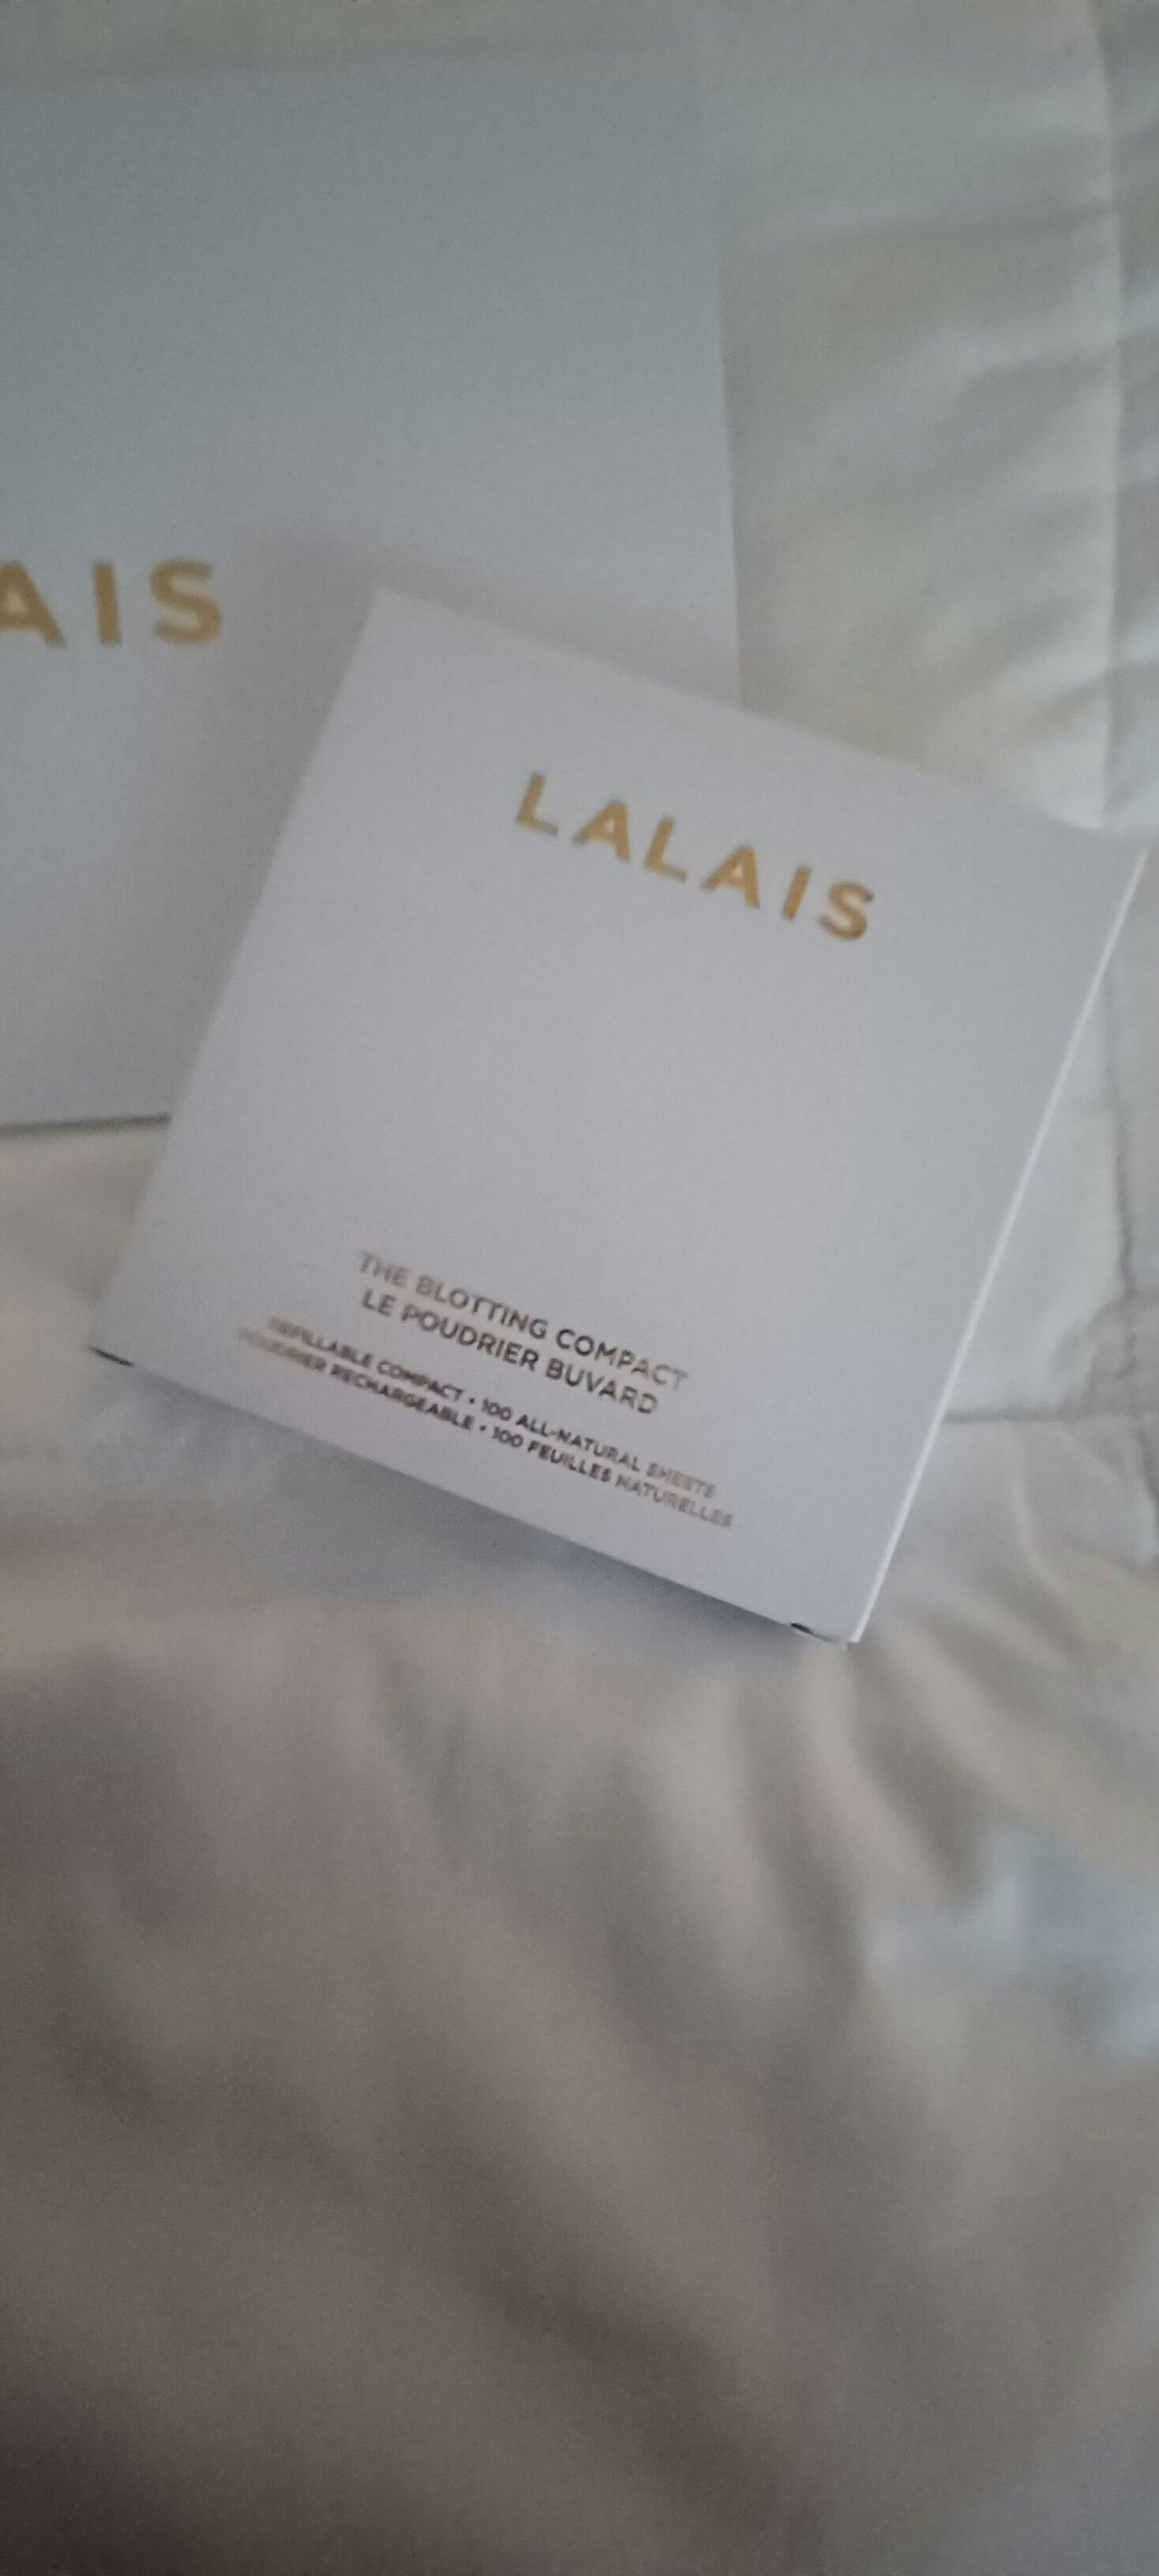 AIS
LALAIS
THE BLOTTING COMPACT
LE POUDRIER BUVARD
REFILLABLE COMPACT • 100 ALL-NATURAL SHEETS
POUDRIER RECHARGEABLE • 100 FEUILLES NATURELLES